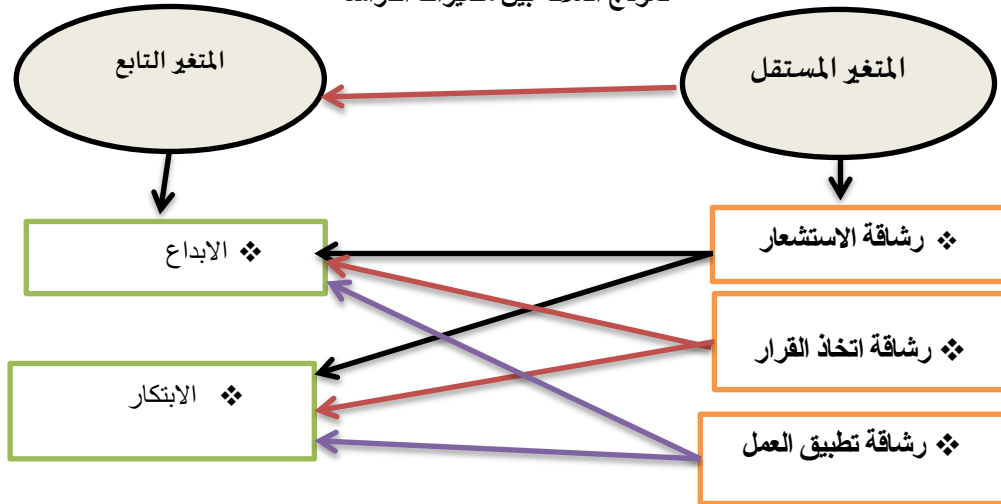 المتغير المستقل
المتغير التابع
❖ رشاقة الاستشعار
❖ رشاقة اتخاذ القرار
❖ رشاقة تطبيق العمل
❖ الابداع
❖ الابتكار